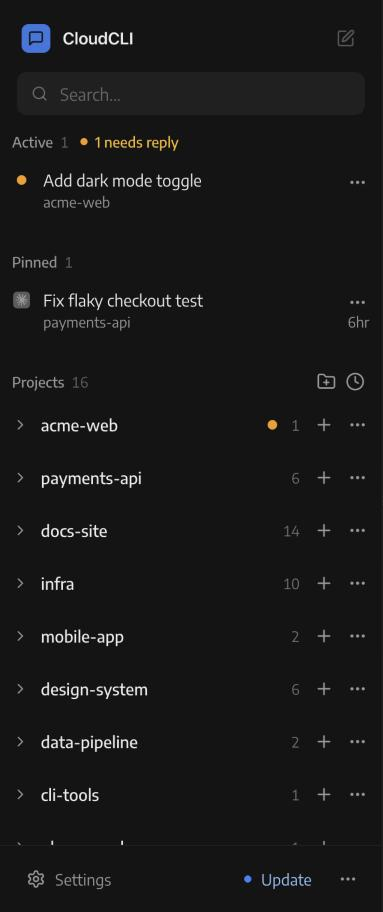 CloudCLI
Search...
Active 1 1 needs reply
Add dark mode toggle
acme-web
Pinned 1
Fix flaky checkout test
payments-api 6hr
Projects 16
acme-web 1
payments-api 6
docs-site 14
infra 10
mobile-app 2
design-system 6
data-pipeline 2
cli-tools 1
Settings Update